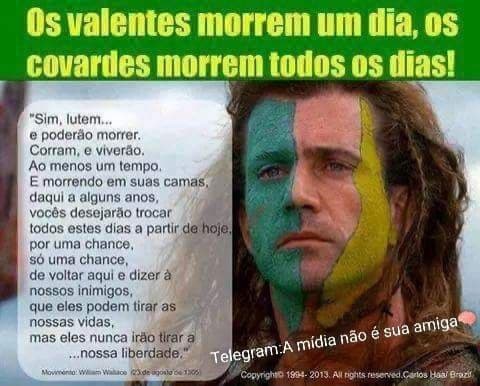 Os valentes morrem um dia, os
covardes morrem todos os dias!
"Sim, lutem...
e poderão morrer.
Corram, e viverão.
Ao menos um tempo.
E morrendo em suas camas,
daqui a alguns anos,
vocês desejarão trocar
todos estes dias a partir de hoje,
por uma chance,
só uma chance,
de voltar aqui e dizer à
nossos inimigos,
que eles podem tirar as
nossas vidas,
mas eles nunca irão tirar a
...nossa liberdade."
Movimento: William Wallace (23 de agosto de 1305)
Telegram:A mídia não é sua amiga
Copyright© 1994- 2013. All rights reserved.Carlos Haa/ Brazil